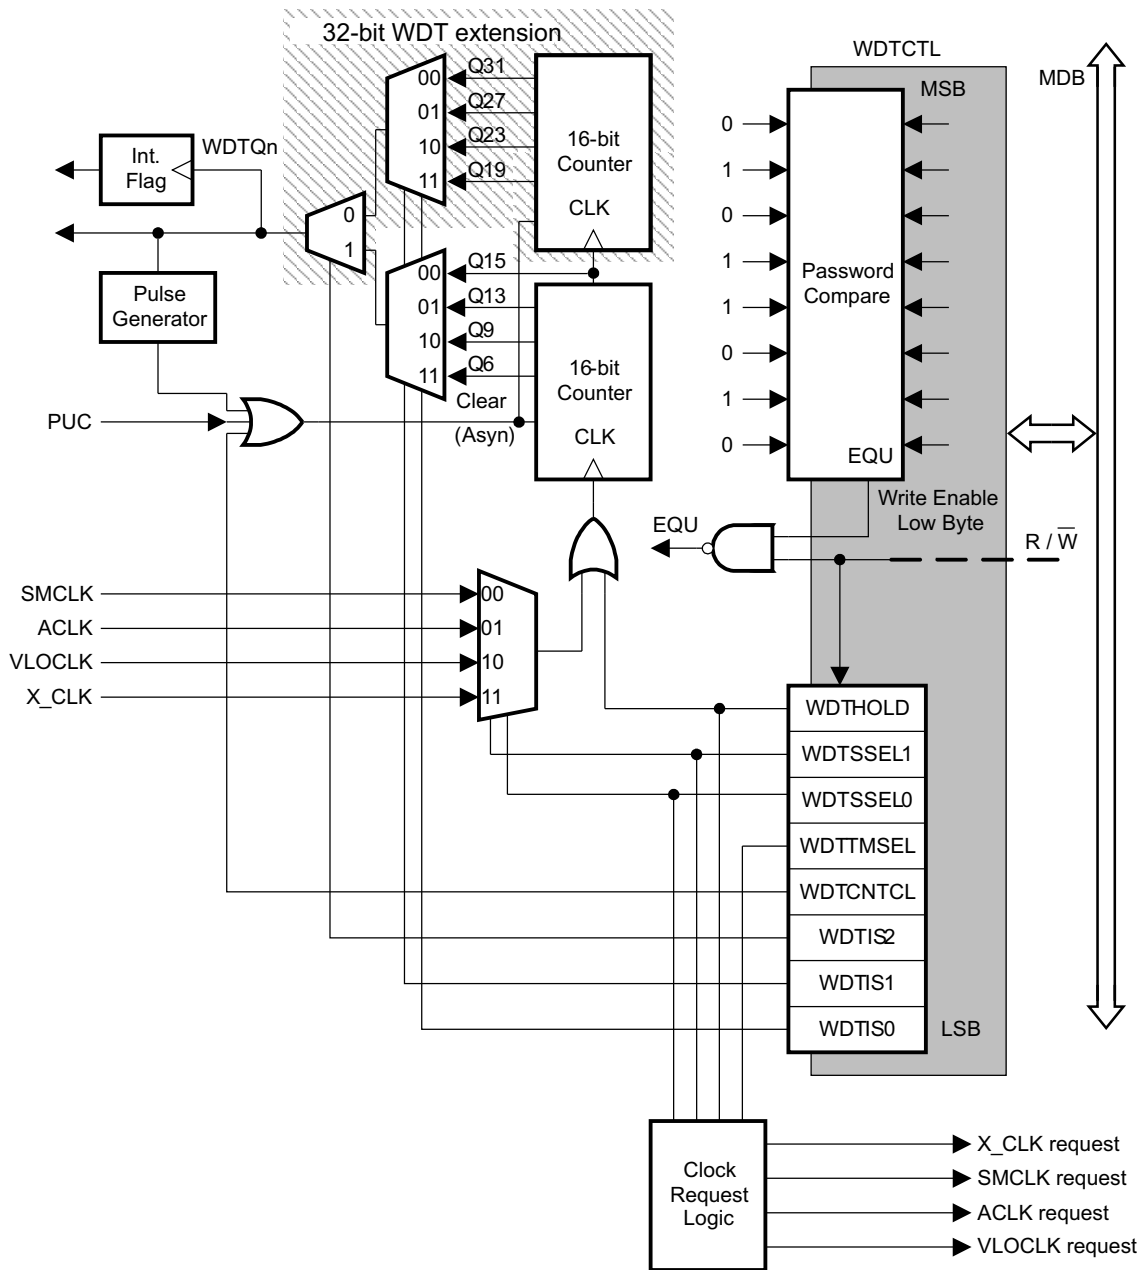 32-bit WDT extension
WDTCTL
MDB
MSB
Q31
00
Q27
01
Q23
10
Q19
11
16-bit
Counter
CLK
WDTQn
Int.
Flag
0
1
Pulse
Generator
Q15
00
Q13
01
Q9
10
Q6
11
16-bit
Counter
CLK
Clear
(Asyn)
PUC
0
1
0
1
1
0
1
0
Password
Compare
EQU
Write Enable
Low Byte
R / W
EQU
SMCLK
00
ACLK
01
VLOCLK
10
X_CLK
11
WDTHOLD
WDTSSEL1
WDTSSEL0
WDTTMSEL
WDTCNTCL
WDTIS2
WDTIS1
WDTIS0
LSB
Clock
Request
Logic
X_CLK request
SMCLK request
ACLK request
VLOCLK request